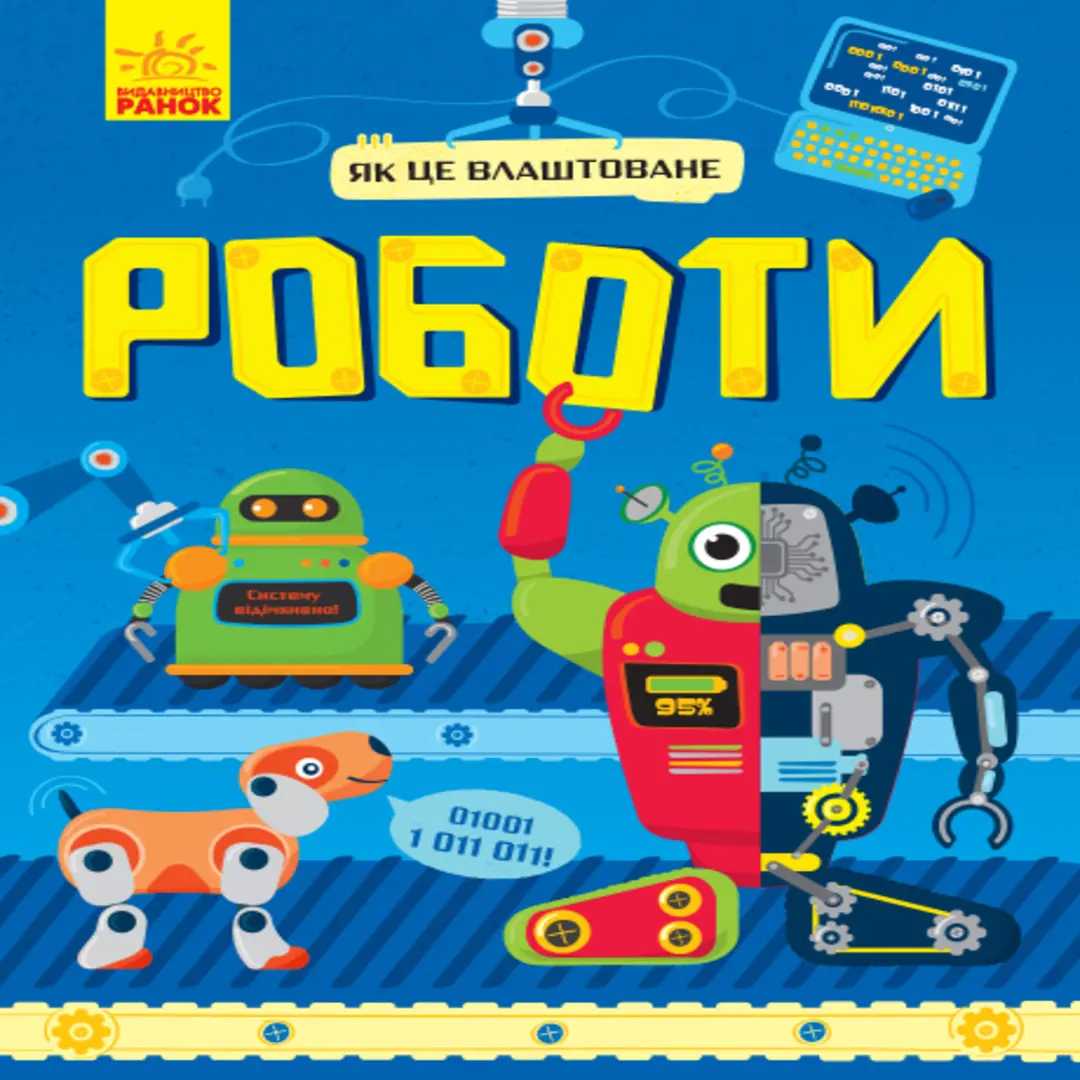 ВИДАВНИЦТВО
РАНОК
ЯК ЦЕ ВЛАШТОВАНЕ
РОБОТИ
Систему
відімкнено!
95%
01001
1 011 011!